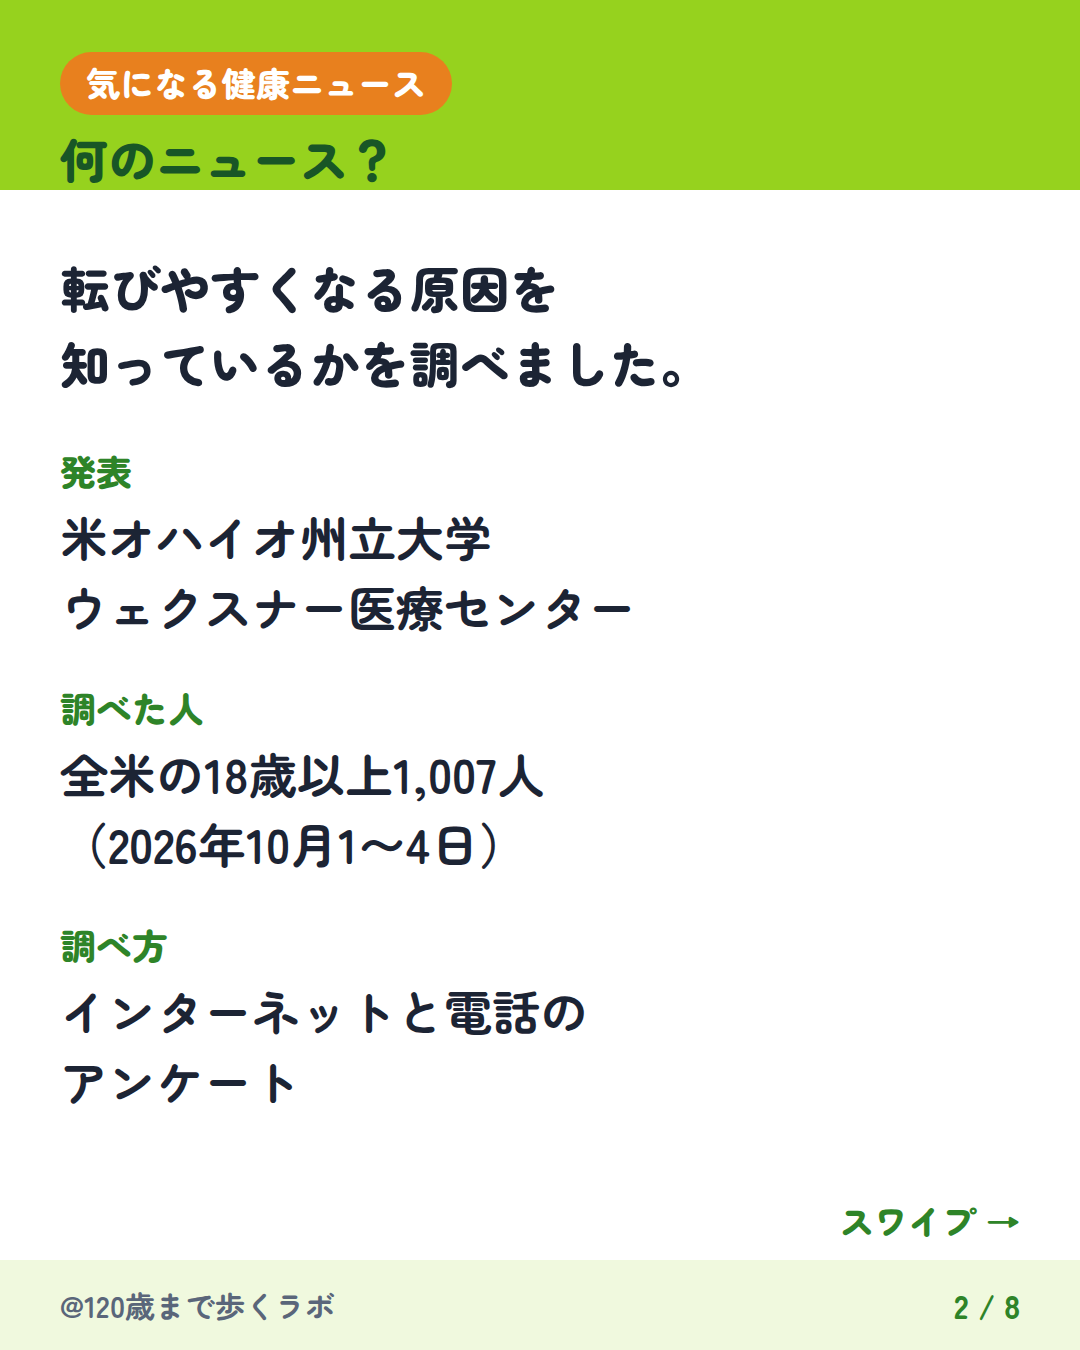 気になる健康ニュース
何のニュース？
転びやすくなる原因を
知っているかを調べました。
発表
米オハイオ州立大学
ウェクスナー医療センター
調べた人
全米の18歳以上1,007人
（2026年10月1〜4日）
調べ方
インターネットと電話の
アンケート
スワイプ →
@120歳まで歩くラボ
2 / 8